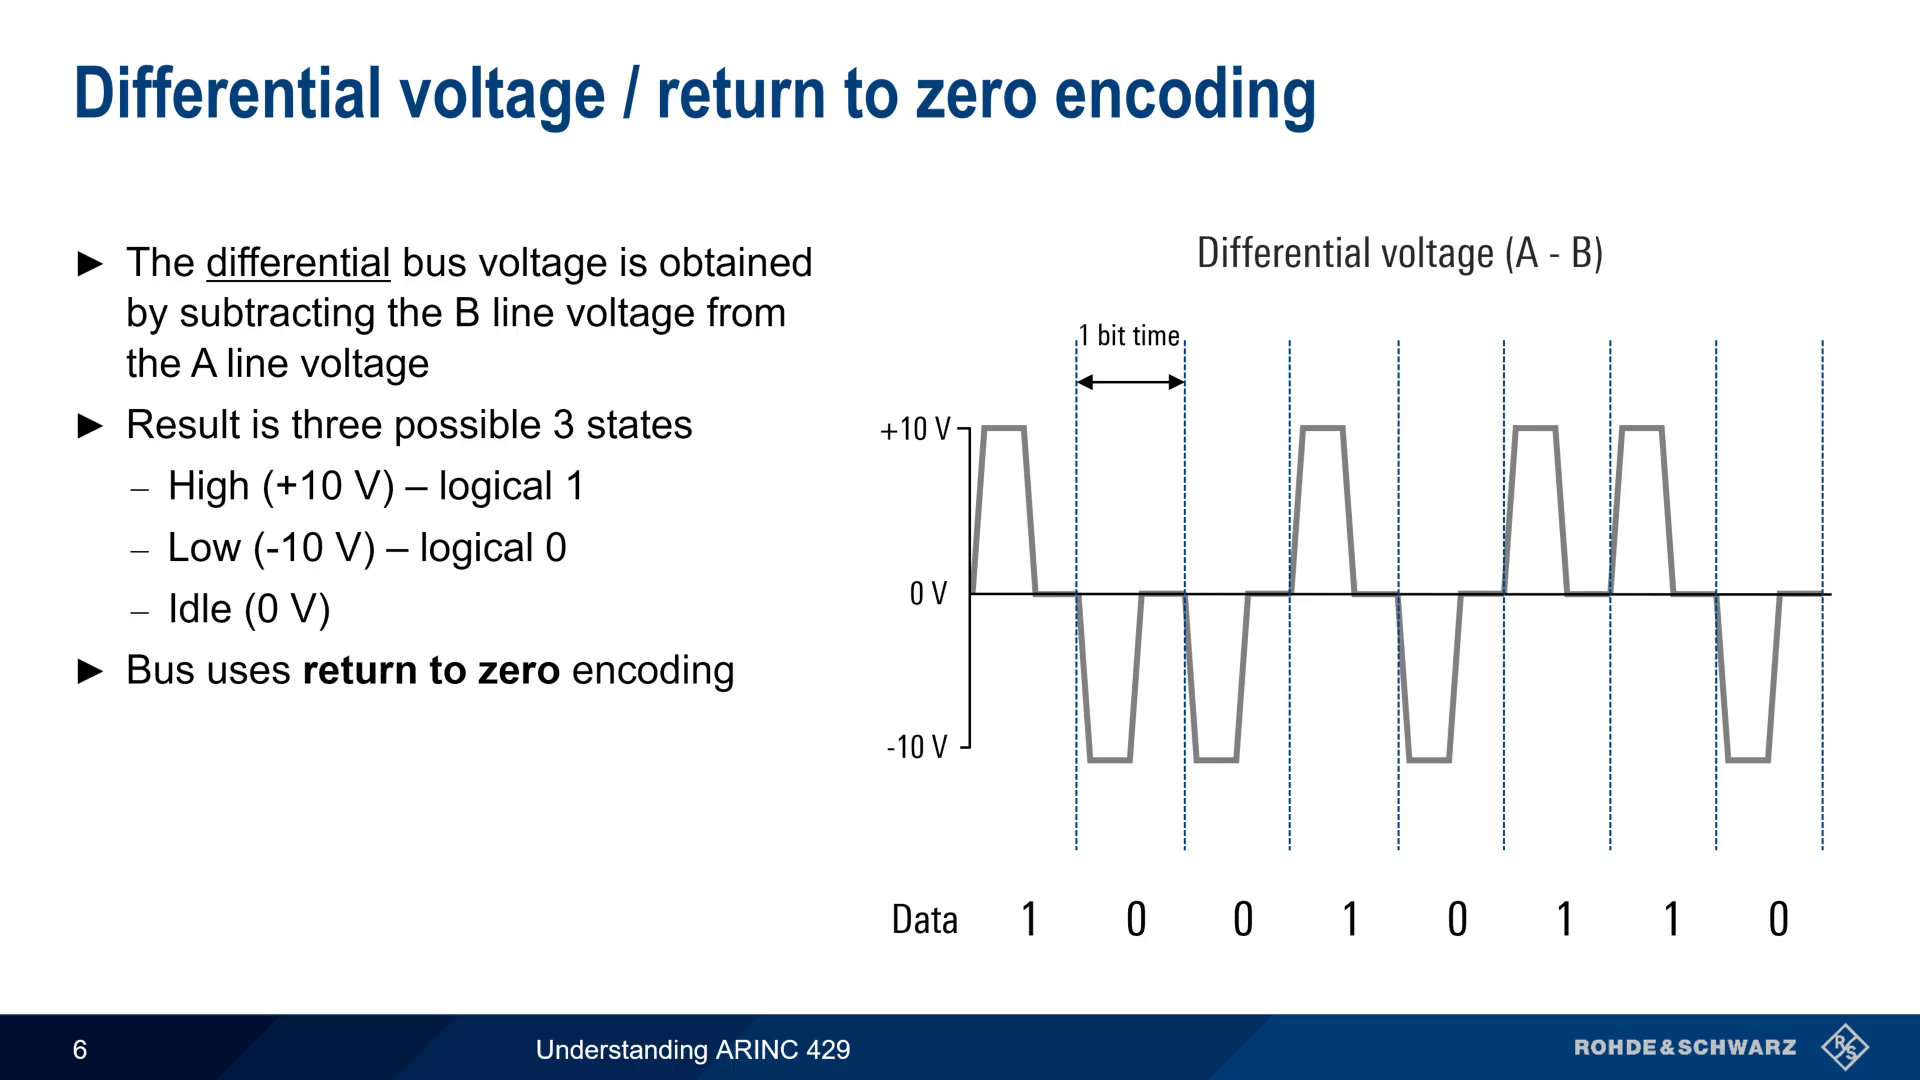 Differential voltage / return to zero encoding
► The differential bus voltage is obtained
by subtracting the B line voltage from
the A line voltage
► Result is three possible 3 states
– High (+10 V) – logical 1
– Low (-10 V) – logical 0
– Idle (0 V)
► Bus uses return to zero encoding
Differential voltage (A - B)
1 bit time
+10 V
0 V
-10 V
Data 1 0 0 1 0 1 1 0
6 Understanding ARINC 429 ROHDE&SCHWARZ R&S